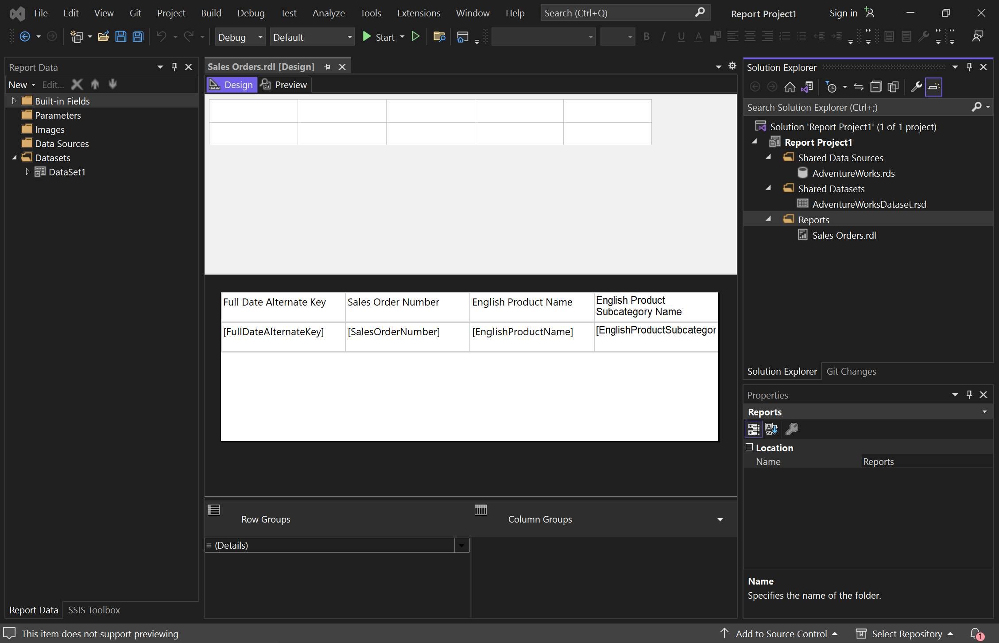 File Edit View Git Project Build Debug Test Analyze Tools Extensions Window Help Search (Ctrl+Q) Report Project1 Sign in
Debug Default Start
Report Data
New Edit...
Built-in Fields
Parameters
Images
Data Sources
Datasets
DataSet1
Report Data SSIS Toolbox
Sales Orders.rdl [Design]
Design Preview
Full Date Alternate Key Sales Order Number English Product Name English Product
Subcategory Name
[FullDateAlternateKey] [SalesOrderNumber] [EnglishProductName] [EnglishProductSubcategor
Row Groups Column Groups
(Details)
Solution Explorer
Search Solution Explorer (Ctrl+;)
Solution 'Report Project1' (1 of 1 project)
Report Project1
Shared Data Sources
AdventureWorks.rds
Shared Datasets
AdventureWorksDataset.rsd
Reports
Sales Orders.rdl
Solution Explorer Git Changes
Properties
Reports
Location
Name Reports
Name
Specifies the name of the folder.
This item does not support previewing Add to Source Control Select Repository 1